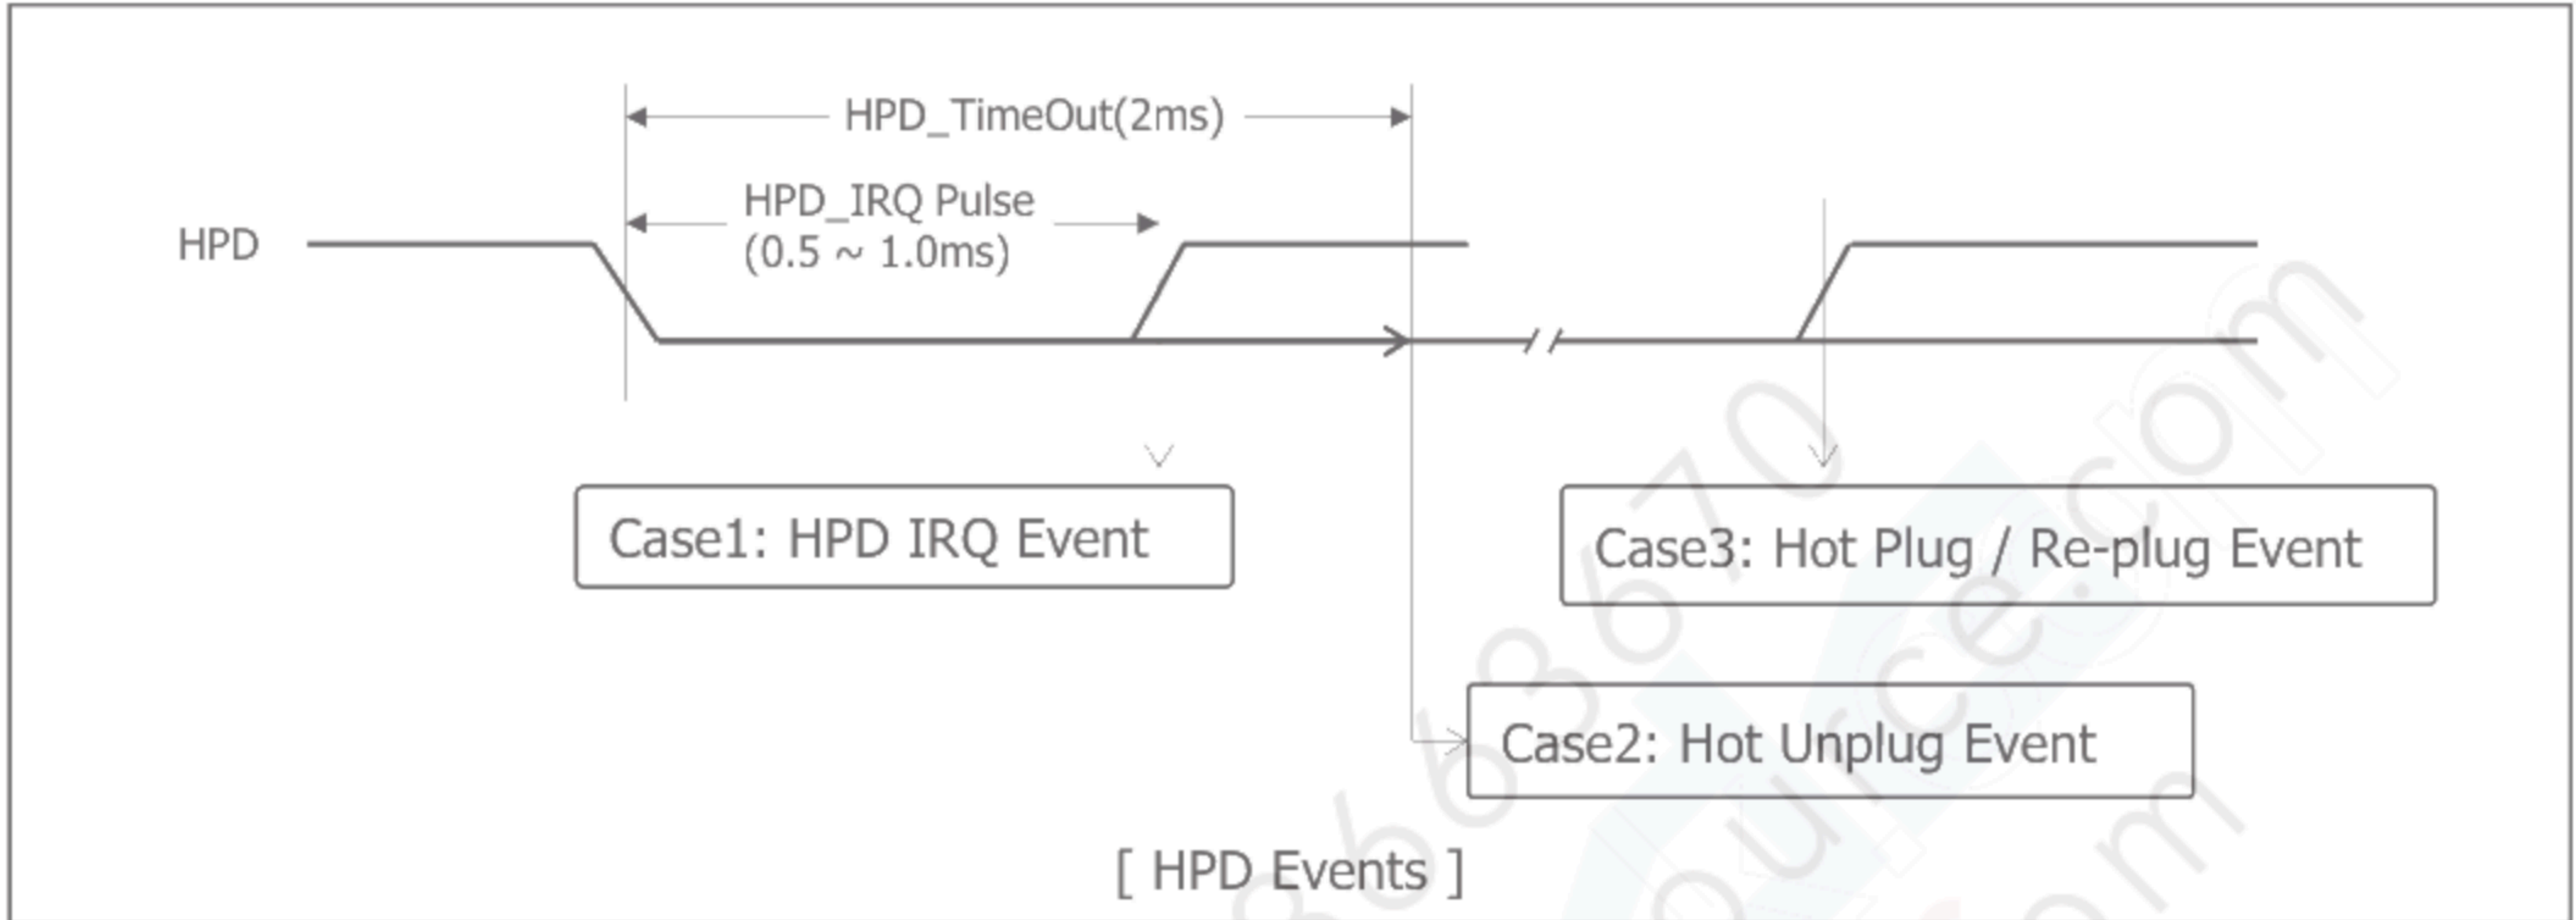 HPD_TimeOut(2ms)
HPD_IRQ Pulse
(0.5 ~ 1.0ms)
HPD
Case1: HPD IRQ Event
Case3: Hot Plug / Re-plug Event
Case2: Hot Unplug Event
[ HPD Events ]